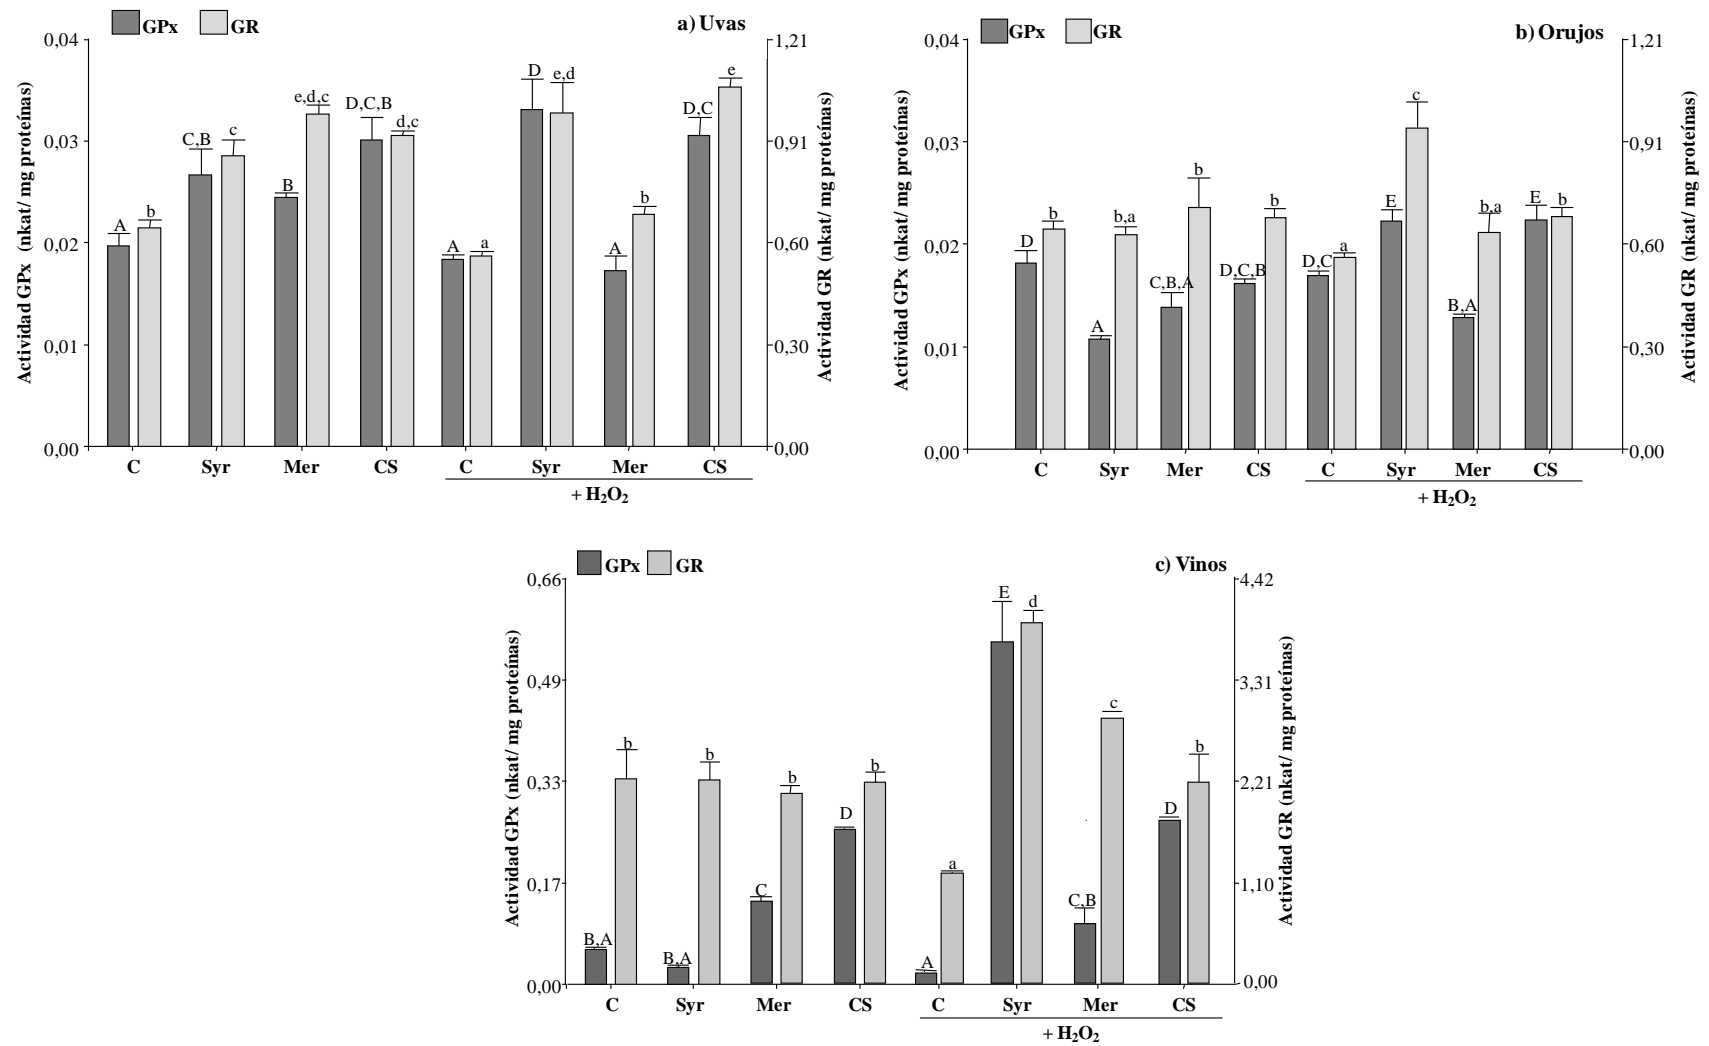 GPx GR
a) Uvas
Actividad GPx (nkat/ mg proteínas)
0,04
0,03
0,02
0,01
0,00
1,21
0,91
0,60
0,30
0,00
Actividad GR (nkat/ mg proteínas)
A b C,B c B e,d,c D,C,B d,c A a D e,d A b D,C e
C Syr Mer CS C Syr Mer CS
+ H₂O₂
GPx GR
b) Orujos
Actividad GPx (nkat/ mg proteínas)
0,04
0,03
0,02
0,01
0,00
1,21
0,91
0,60
0,30
0,00
Actividad GR (nkat/ mg proteínas)
D b A b,a C,B,A b D,C,B b D,C a E c B,A b,a E b
C Syr Mer CS C Syr Mer CS
+ H₂O₂
GPx GR
c) Vinos
Actividad GPx (nkat/ mg proteínas)
0,66
0,49
0,33
0,17
0,00
4,42
3,31
2,21
1,10
0,00
Actividad GR (nkat/ mg proteínas)
B,A b B,A b C b D b A a E d C,B c D b
C Syr Mer CS C Syr Mer CS
+ H₂O₂